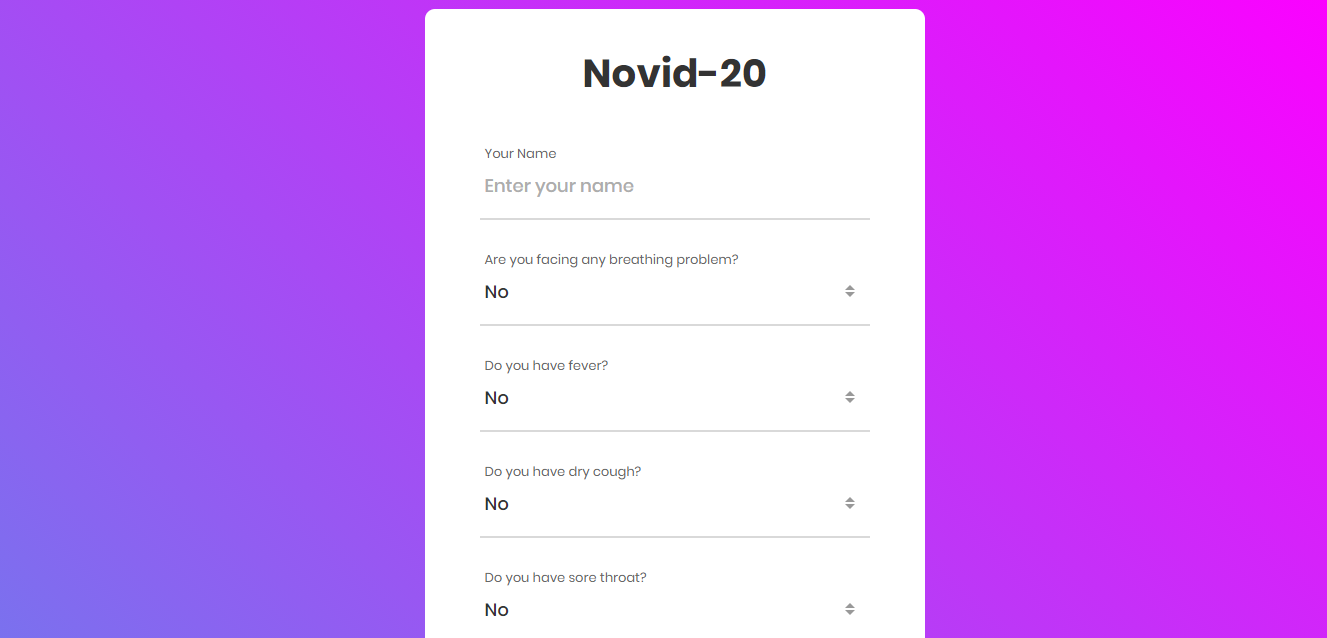 Novid-20
Your Name
Enter your name
Are you facing any breathing problem?
No
Do you have fever?
No
Do you have dry cough?
No
Do you have sore throat?
No